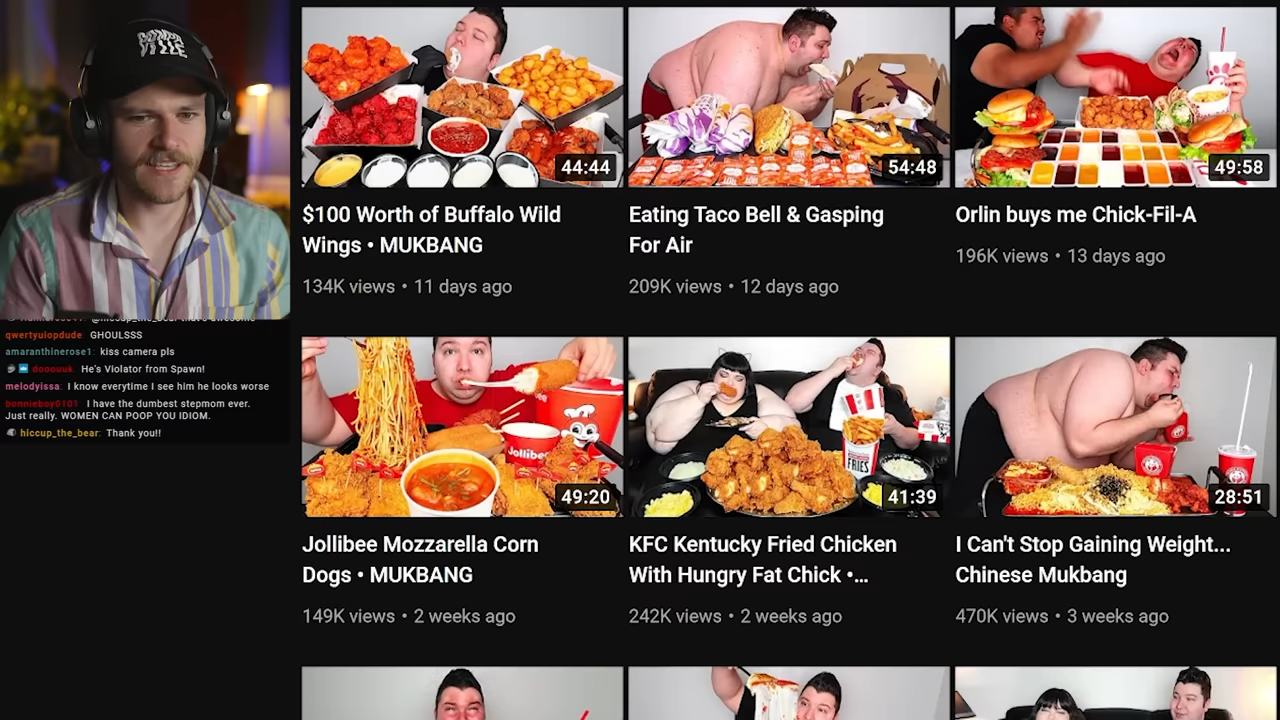 44:44
54:48
49:58
$100 Worth of Buffalo Wild
Wings • MUKBANG
134K views • 11 days ago
Eating Taco Bell & Gasping
For Air
209K views • 12 days ago
Orlin buys me Chick-Fil-A
196K views • 13 days ago
qwertyuiopdude GHOULSSS
amaranthinerose1: kiss camera pls
dooouuk: He's Violator from Spawn!
melodyissa: I know everytime I see him he looks worse
bonnieboy0101 I have the dumbest stepmom ever.
Just really. WOMEN CAN POOP YOU IDIOM.
hiccup_the_bear: Thank you!!
Jollibee
FRIES
49:20
41:39
28:51
Jollibee Mozzarella Corn
Dogs • MUKBANG
149K views • 2 weeks ago
KFC Kentucky Fried Chicken
With Hungry Fat Chick •...
242K views • 2 weeks ago
I Can't Stop Gaining Weight...
Chinese Mukbang
470K views • 3 weeks ago